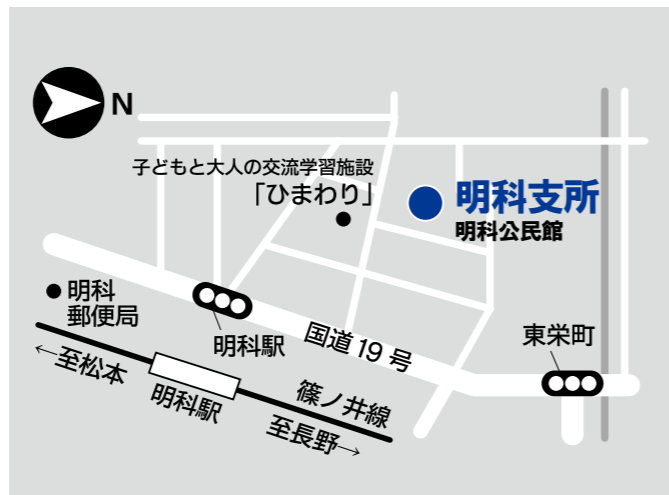 N
子どもと大人の交流学習施設
「ひまわり」
明科支所
明科公民館
明科
郵便局
明科駅
国道19号
東栄町
←至松本
明科駅
篠ノ井線
至長野→